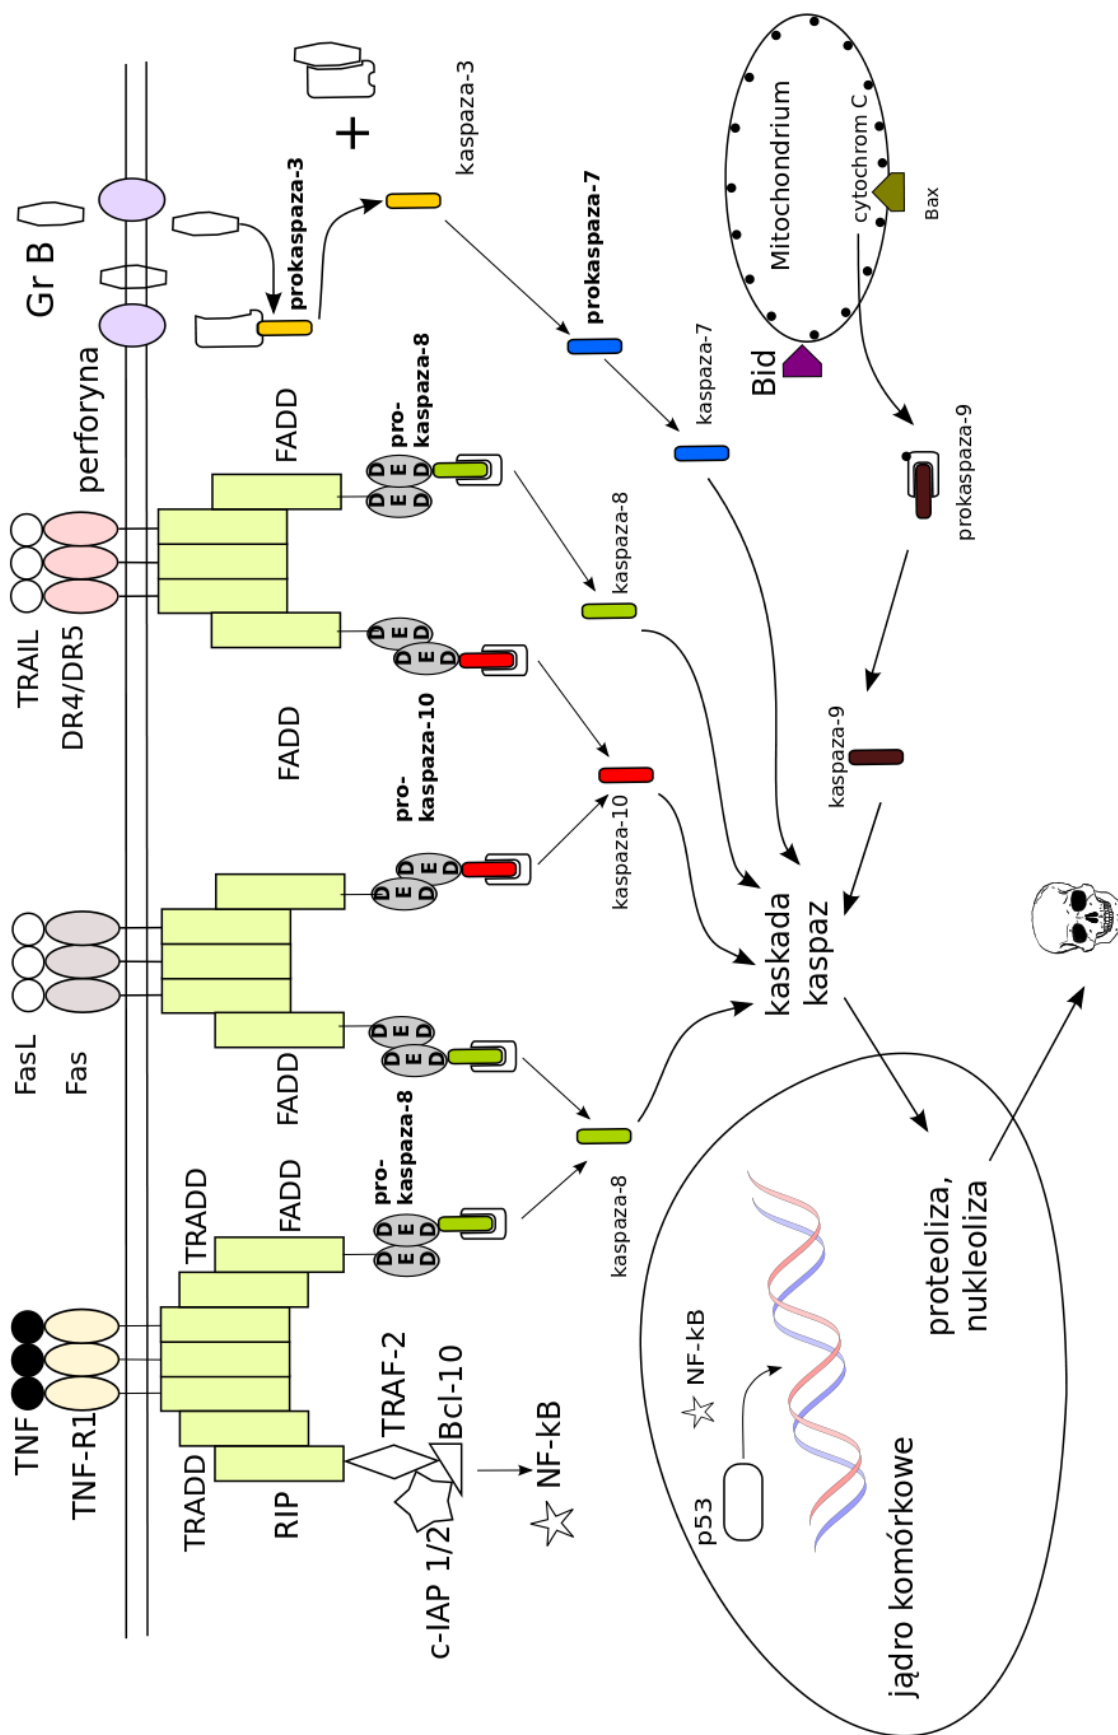 TNF
TNF-R1
FasL
Fas
TRAIL
DR4/DR5
perforyna
Gr B
TRADD
RIP
TRADD
FADD
FADD
FADD
FADD
TRAF-2
Bcl-10
c-IAP 1/2
NF-kB
D
E
D
D
E
D
pro-
kaspaza-8
D
E
D
D
E
D
D
E
D
D
E
D
pro-
kaspaza-10
D
E
D
D
E
D
D
E
D
D
E
D
pro-
kaspaza-8
prokaspaza-3
+
kaspaza-3
kaspaza-8
kaspaza-10
kaspaza-8
prokaspaza-7
kaspaza-7
Mitochondrium
cytochrom C
Bid
Bax
prokaspaza-9
kaspaza-9
kaskada
kaspaz
p53
NF-kB
proteoliza,
nukleoliza
jądro komórkowe